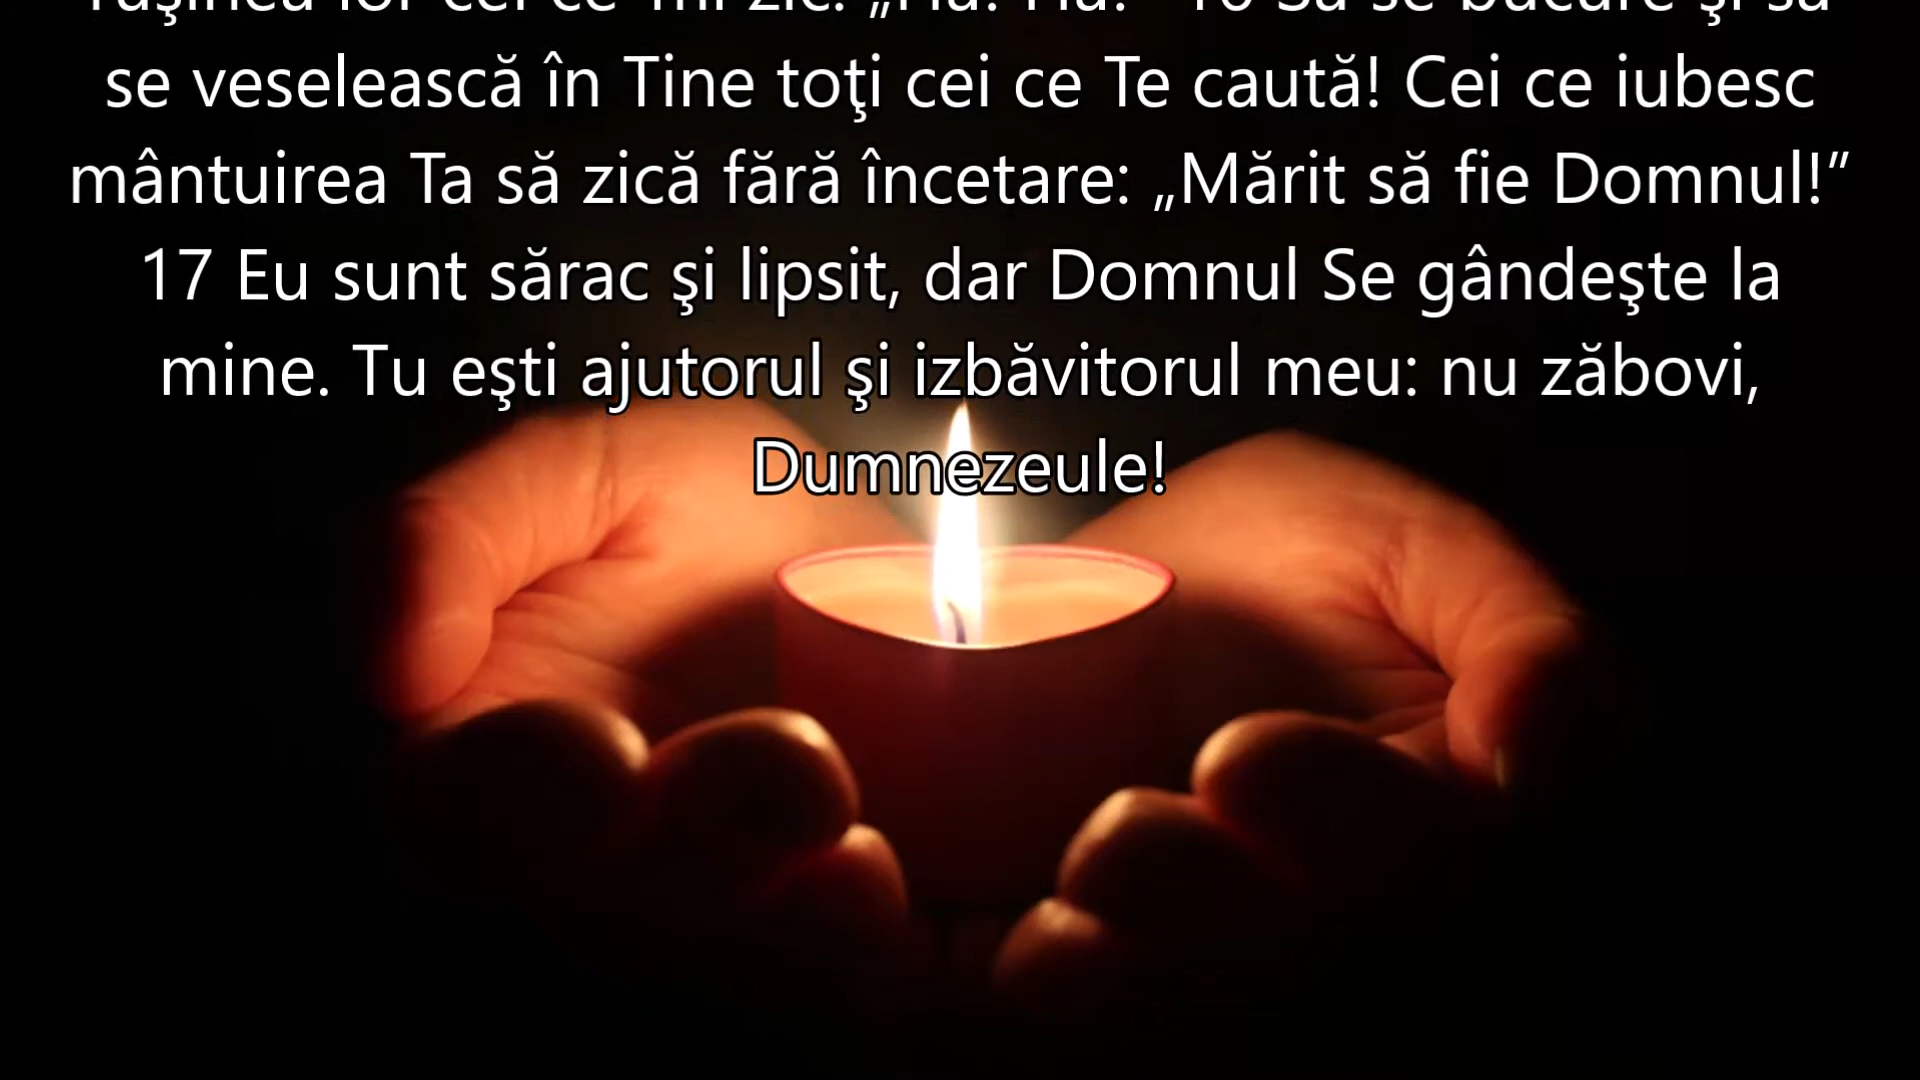 se veselească în Tine toţi cei ce Te caută! Cei ce iubesc
mântuirea Ta să zică fără încetare: „Mărit să fie Domnul!”
17 Eu sunt sărac şi lipsit, dar Domnul Se gândeşte la
mine. Tu eşti ajutorul şi izbăvitorul meu: nu zăbovi,
Dumnezeule!